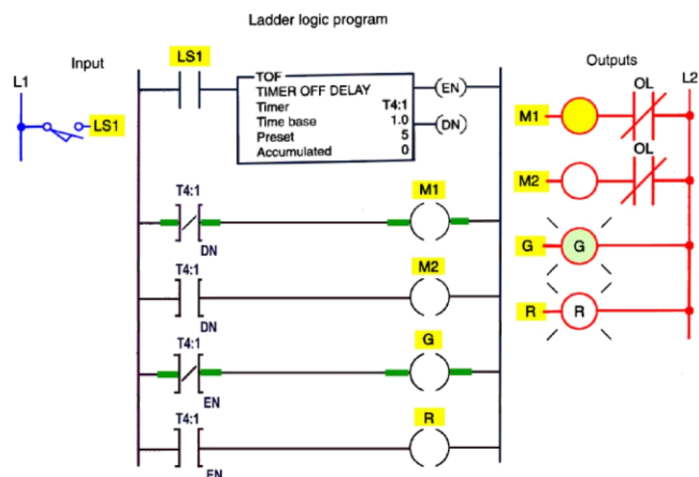 Ladder logic program
Input
L1
LS1
LS1
TOF
TIMER OFF DELAY
Timer T4:1
Time base 1.0
Preset 5
Accumulated 0
EN
DN
T4:1
DN
M1
T4:1
DN
M2
T4:1
EN
G
T4:1
EN
R
Outputs
L2
OL
M1
OL
M2
G G
R R